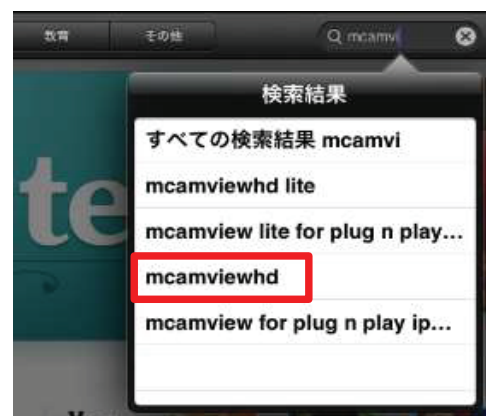 教育
その他
mcamvi
検索結果
すべての検索結果 mcamvi
mcamviewhd lite
mcamview lite for plug n play...
te
mcamviewhd
mcamview for plug n play ip...